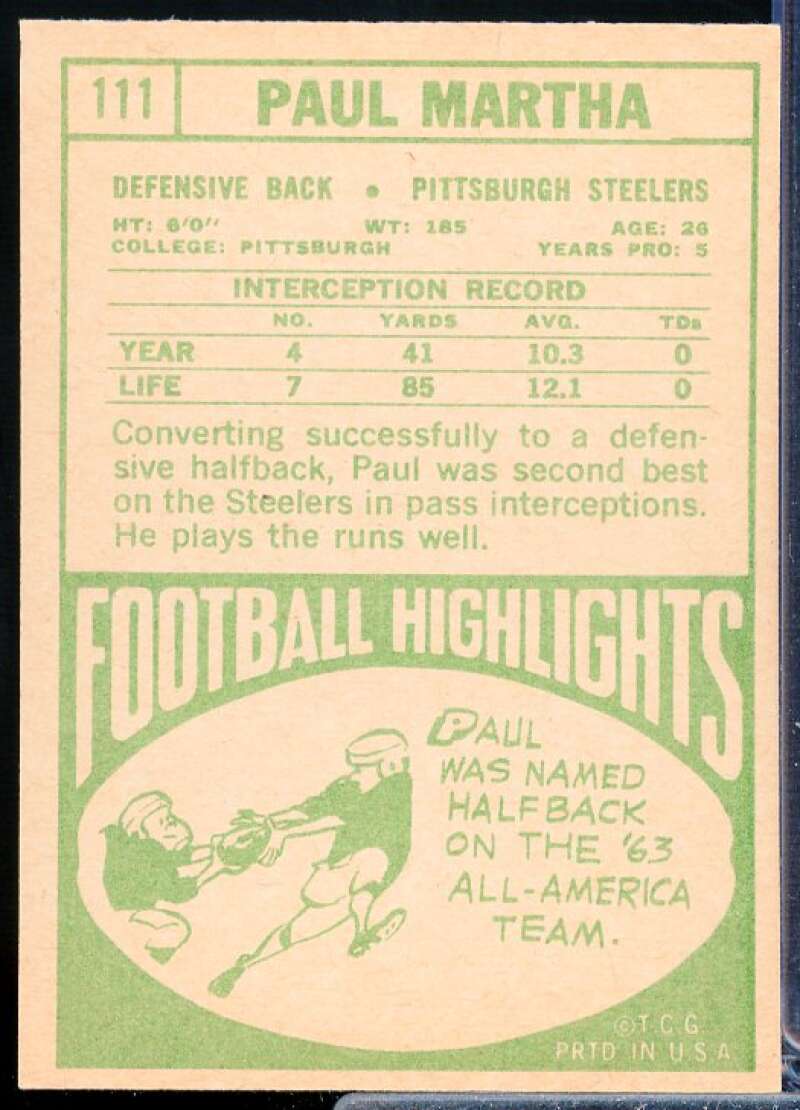 111 PAUL MARTHA
DEFENSIVE BACK • PITTSBURGH STEELERS
HT: 6'0'' WT: 185 AGE: 26
COLLEGE: PITTSBURGH YEARS PRO: 5
INTERCEPTION RECORD
NO. YARDS AVG. TDs
YEAR 4 41 10.3 0
LIFE 7 85 12.1 0
Converting successfully to a defen-
sive halfback, Paul was second best
on the Steelers in pass interceptions.
He plays the runs well.
FOOTBALL HIGHLIGHTS
PAUL
WAS NAMED
HALFBACK
ON THE '63
ALL-AMERICA
TEAM.
©T.C.G.
PRTD IN U.S.A.